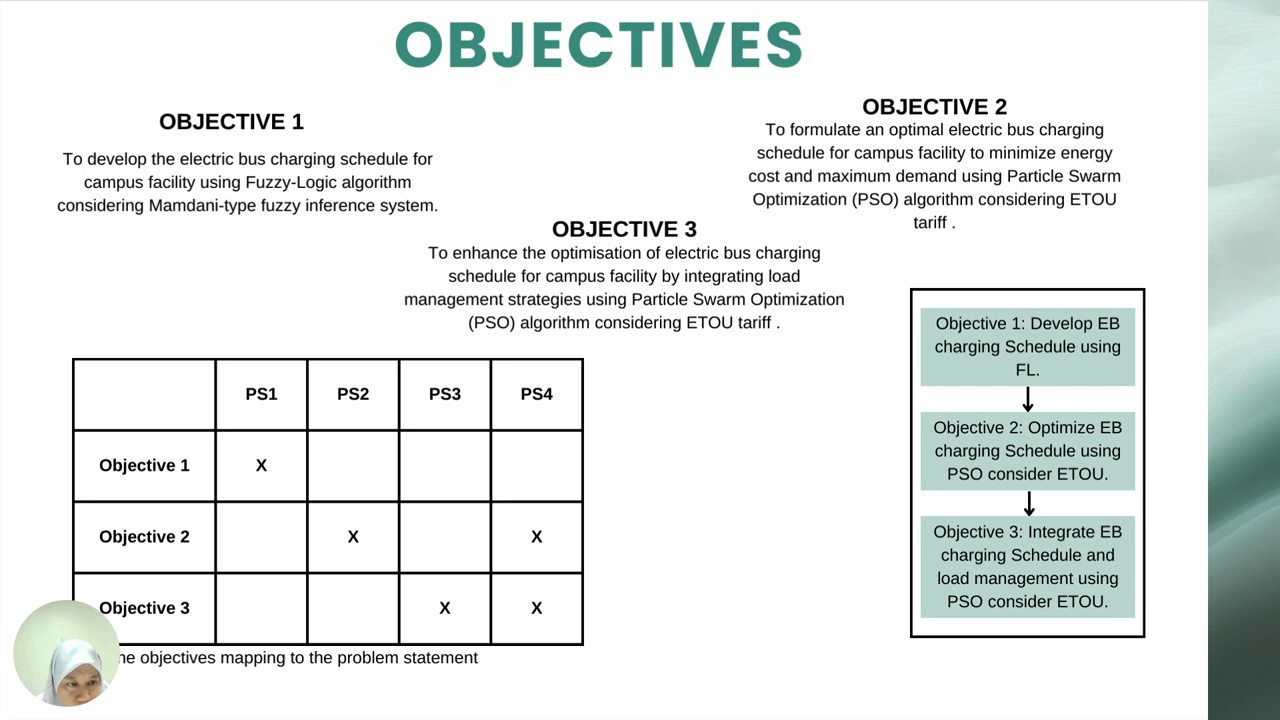 OBJECTIVES
OBJECTIVE 1
To develop the electric bus charging schedule for
campus facility using Fuzzy-Logic algorithm
considering Mamdani-type fuzzy inference system.
OBJECTIVE 2
To formulate an optimal electric bus charging
schedule for campus facility to minimize energy
cost and maximum demand using Particle Swarm
Optimization (PSO) algorithm considering ETOU
tariff .
OBJECTIVE 3
To enhance the optimisation of electric bus charging
schedule for campus facility by integrating load
management strategies using Particle Swarm Optimization
(PSO) algorithm considering ETOU tariff .
PS1 PS2 PS3 PS4
Objective 1 X
Objective 2 X X
Objective 3 X X
objectives mapping to the problem statement
Objective 1: Develop EB
charging Schedule using
FL.
Objective 2: Optimize EB
charging Schedule using
PSO consider ETOU.
Objective 3: Integrate EB
charging Schedule and
load management using
PSO consider ETOU.